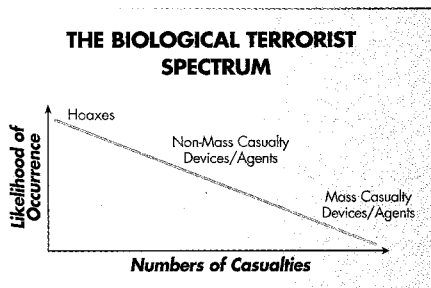 THE BIOLOGICAL TERRORIST
SPECTRUM
Hoaxes
Non-Mass Casualty
Devices/Agents
Mass Casualty
Devices/Agents
Likelihood of
Occurrence
Numbers of Casualties